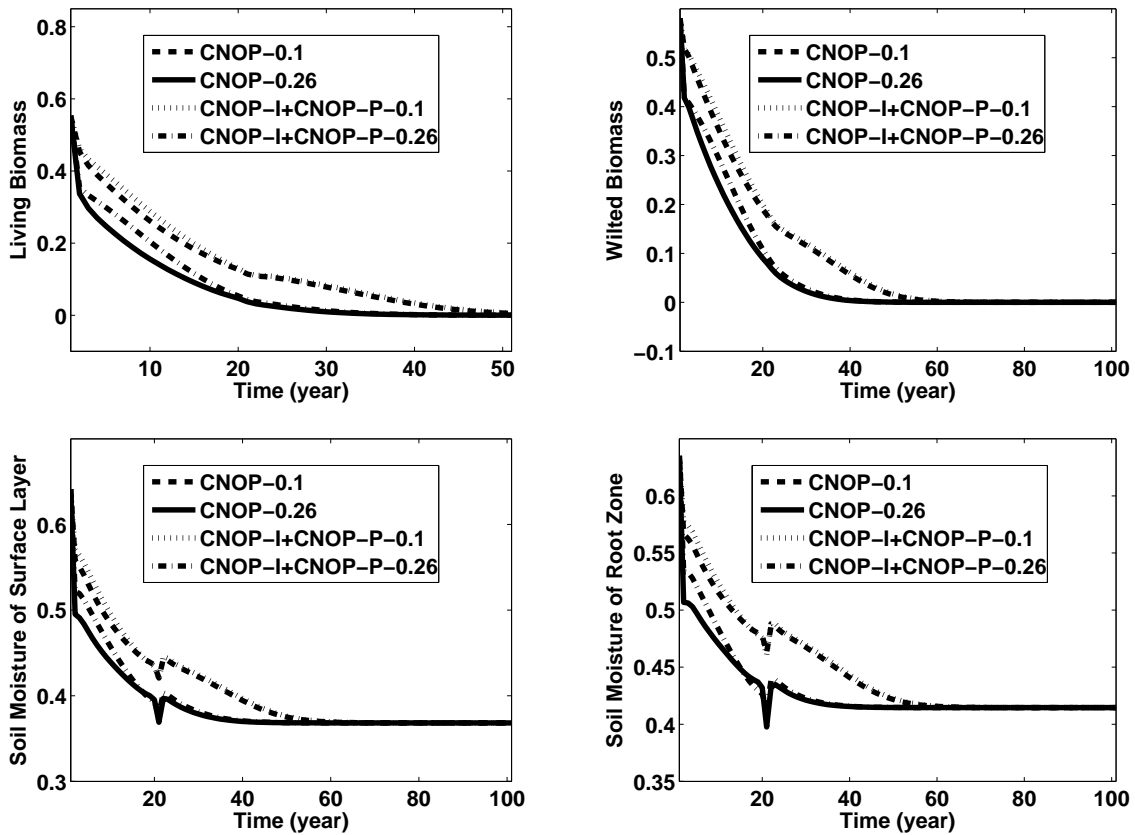 0.8
0.6
0.4
0.2
0
Living Biomass
CNOP−0.1
CNOP−0.26
CNOP−I+CNOP−P−0.1
CNOP−I+CNOP−P−0.26
10
20
30
40
50
Time (year)
0.5
0.4
0.3
0.2
0.1
0
−0.1
Wilted Biomass
CNOP−0.1
CNOP−0.26
CNOP−I+CNOP−P−0.1
CNOP−I+CNOP−P−0.26
20
40
60
80
100
Time (year)
0.6
0.5
0.4
0.3
Soil Moisture of Surface Layer
CNOP−0.1
CNOP−0.26
CNOP−I+CNOP−P−0.1
CNOP−I+CNOP−P−0.26
20
40
60
80
100
Time (year)
0.6
0.55
0.5
0.45
0.4
0.35
Soil Moisture of Root Zone
CNOP−0.1
CNOP−0.26
CNOP−I+CNOP−P−0.1
CNOP−I+CNOP−P−0.26
20
40
60
80
100
Time (year)